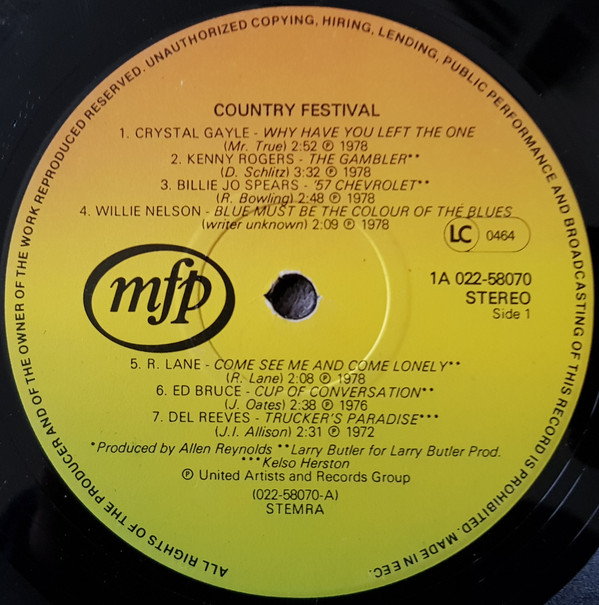 ALL RIGHTS OF THE PRODUCER AND OF THE OWNER OF THE WORK REPRODUCED RESERVED. UNAUTHORIZED COPYING, HIRING, LENDING, PUBLIC PERFORMANCE AND BROADCASTING OF THIS RECORD IS PROHIBITED. MADE IN EEC.
COUNTRY FESTIVAL
1. CRYSTAL GAYLE - WHY HAVE YOU LEFT THE ONE
(Mr. True) 2:52 ℗ 1978
2. KENNY ROGERS - THE GAMBLER**
(D. Schlitz) 3:32 ℗ 1978
3. BILLIE JO SPEARS - '57 CHEVROLET**
(R. Bowling) 2:48 ℗ 1978
4. WILLIE NELSON - BLUE MUST BE THE COLOUR OF THE BLUES
(writer unknown) 2:09 ℗ 1978
LC 0464
mfp
1A 022-58070
STEREO
Side 1
5. R. LANE - COME SEE ME AND COME LONELY**
(R. Lane) 2:08 ℗ 1978
6. ED BRUCE - CUP OF CONVERSATION**
(J. Oates) 2:38 ℗ 1976
7. DEL REEVES - TRUCKER'S PARADISE***
(J.I. Allison) 2:31 ℗ 1972
*Produced by Allen Reynolds **Larry Butler for Larry Butler Prod.
***Kelso Herston
℗ United Artists and Records Group
(022-58070-A)
STEMRA